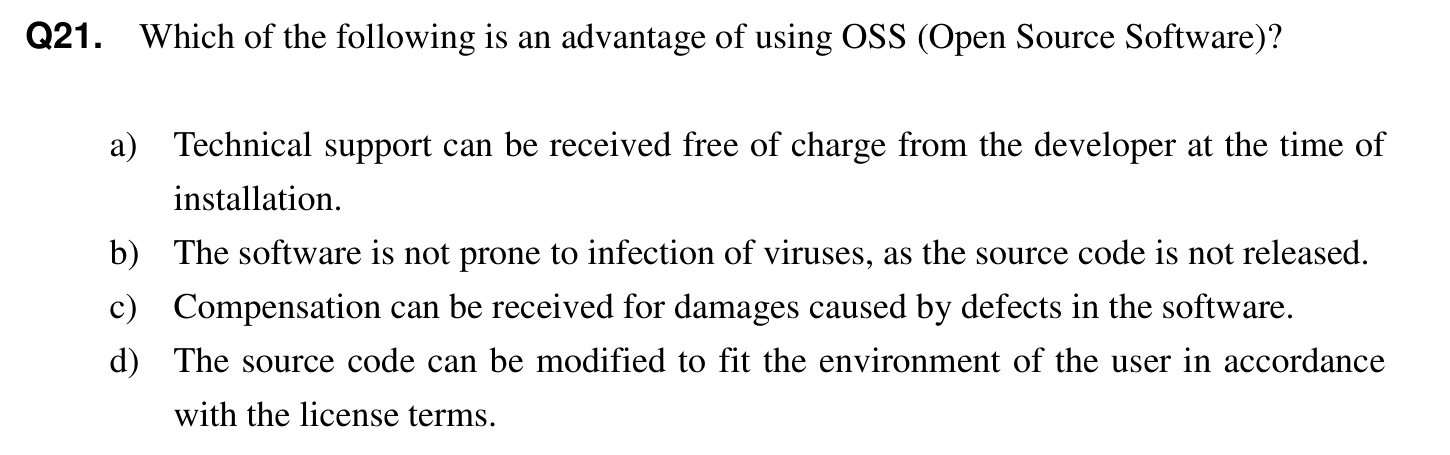 Q21. Which of the following is an advantage of using OSS (Open Source Software)?
a) Technical support can be received free of charge from the developer at the time of
installation.
b) The software is not prone to infection of viruses, as the source code is not released.
c) Compensation can be received for damages caused by defects in the software.
d) The source code can be modified to fit the environment of the user in accordance
with the license terms.